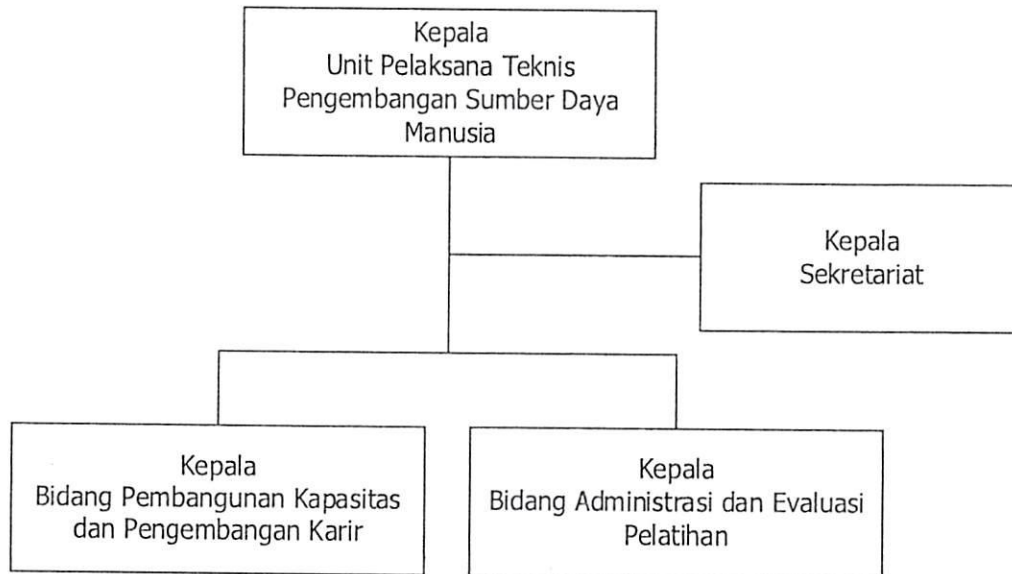 Kepala
Unit Pelaksana Teknis
Pengembangan Sumber Daya
Manusia
Kepala
Sekretariat
Kepala
Bidang Pembangunan Kapasitas
dan Pengembangan Karir
Kepala
Bidang Administrasi dan Evaluasi
Pelatihan